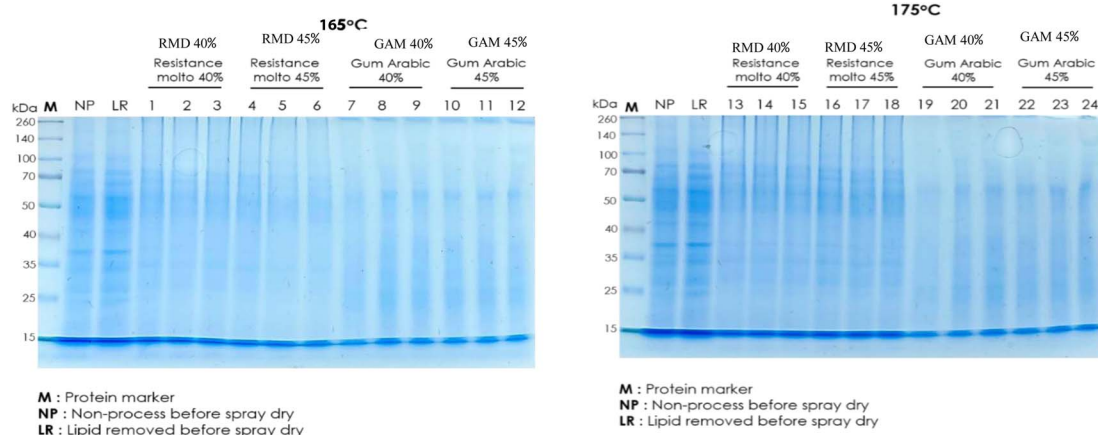 165°C
RMD 40% RMD 45% GAM 40% GAM 45%
Resistance molto 40% Resistance molto 45% Gum Arabic 40% Gum Arabic 45%
kDa M NP LR 1 2 3 4 5 6 7 8 9 10 11 12
260
140
100
70
50
40
35
25
15
M : Protein marker
NP : Non-process before spray dry
LR : Lipid removed before spray dry
175°C
RMD 40% RMD 45% GAM 40% GAM 45%
Resistance molto 40% Resistance molto 45% Gum Arabic 40% Gum Arabic 45%
kDa M NP LR 13 14 15 16 17 18 19 20 21 22 23 24
260
140
100
70
50
40
35
25
15
M : Protein marker
NP : Non-process before spray dry
LR : Lipid removed before spray dry